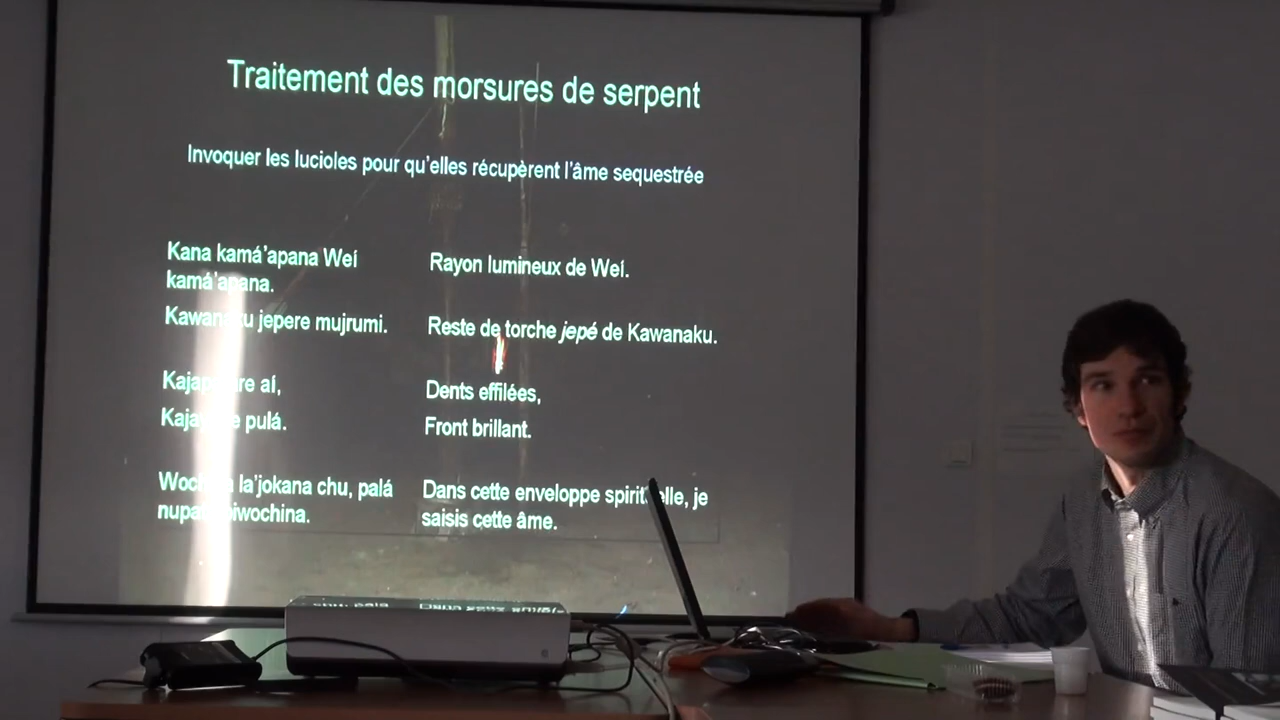 Traitement des morsures de serpent
Invoquer les lucioles pour qu'elles récupèrent l'âme sequestrée
Kana kamá'apana Weí
kamá'apana.
Rayon lumineux de Weí.
jepere mujrumi.
Reste de torche jepé de Kawanaku.
aí,
Dents effilées,
pulá.
Front brillant.
la'jokana chu, palá
Dans cette enveloppe spirituelle, je
saisis cette âme.